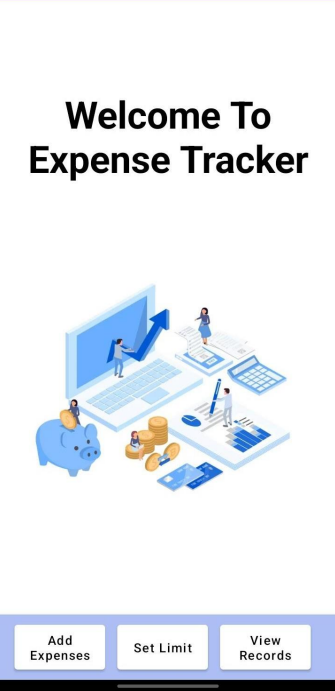 Welcome To
Expense Tracker
Add
Expenses
Set Limit
View
Records